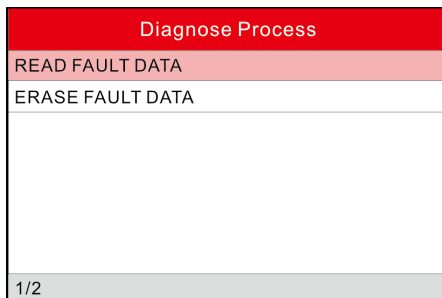 Diagnose Process
READ FAULT DATA
ERASE FAULT DATA
1/2